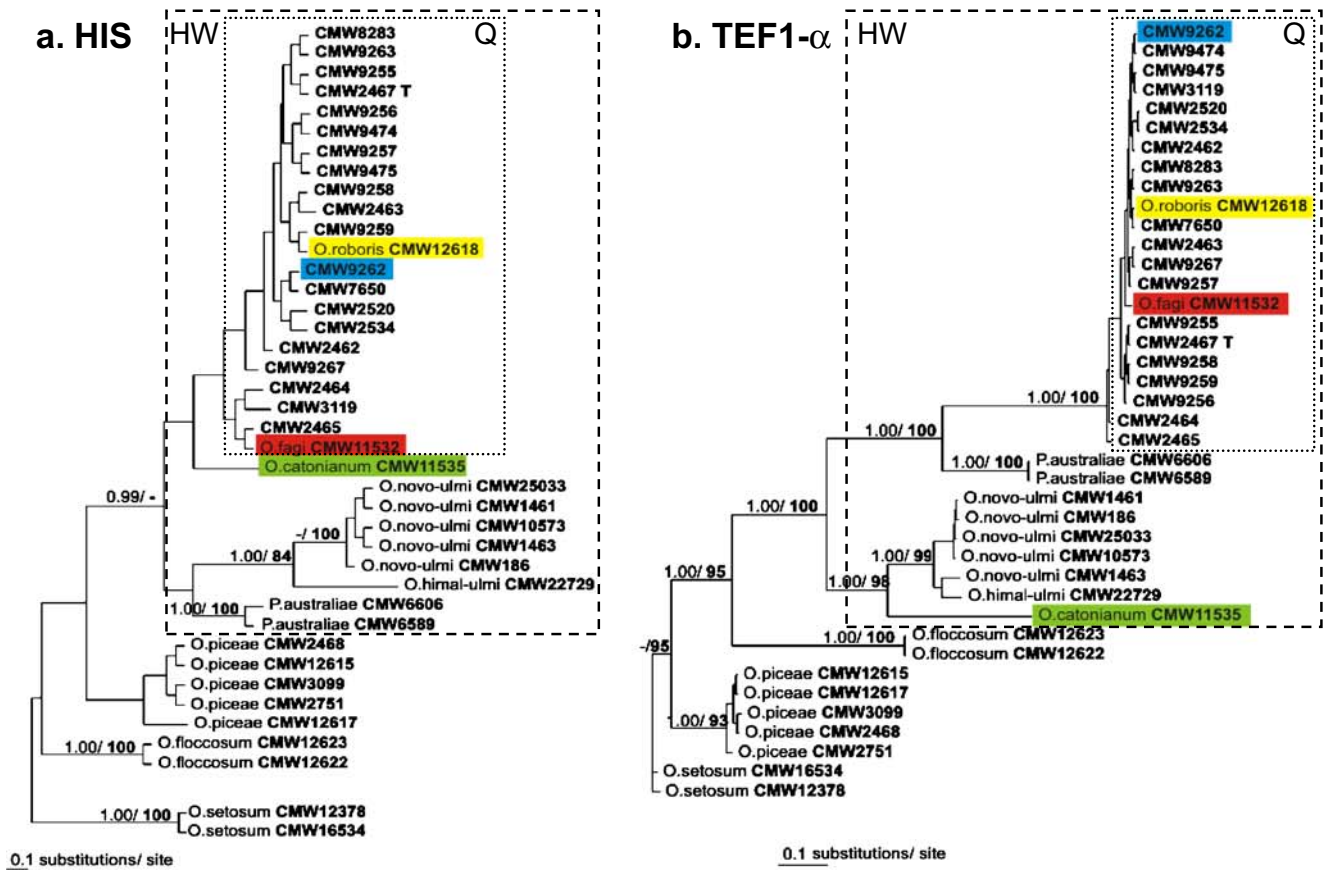 a. HIS
HW
Q
CMW8283
CMW9263
CMW9255
CMW2467 T
CMW9256
CMW9474
CMW9257
CMW9475
CMW9258
CMW2463
CMW9259
O.roboris CMW12618
CMW9262
CMW7650
CMW2520
CMW2534
CMW2462
CMW9267
CMW2464
CMW3119
CMW2465
O.fagi CMW11532
O.catonianum CMW11535
0.99/ -
O.novo-ulmi CMW25033
O.novo-ulmi CMW1461
O.novo-ulmi CMW10573
-/ 100
O.novo-ulmi CMW1463
1.00/ 84
O.novo-ulmi CMW186
O.himal-ulmi CMW22729
P.australiae CMW6606
1.00/ 100
P.australiae CMW6589
O.piceae CMW2468
O.piceae CMW12615
O.piceae CMW3099
O.piceae CMW2751
O.piceae CMW12617
1.00/ 100
O.floccosum CMW12623
O.floccosum CMW12622
1.00/ 100
O.setosum CMW12378
O.setosum CMW16534
0.1 substitutions/ site
b. TEF1-α
HW
Q
CMW9262
CMW9474
CMW9475
CMW3119
CMW2520
CMW2534
CMW2462
CMW8283
CMW9263
O.roboris CMW12618
CMW7650
CMW2463
CMW9267
CMW9257
O.fagi CMW11532
CMW9255
CMW2467 T
CMW9258
CMW9259
CMW9256
1.00/ 100
CMW2464
CMW2465
1.00/ 100
P.australiae CMW6606
1.00/ 100
P.australiae CMW6589
O.novo-ulmi CMW1461
1.00/ 100
O.novo-ulmi CMW186
O.novo-ulmi CMW25033
1.00/ 99
O.novo-ulmi CMW10573
O.novo-ulmi CMW1463
1.00/ 95
1.00/ 98
O.himal-ulmi CMW22729
O.catonianum CMW11535
1.00/ 100
O.floccosum CMW12623
-/95
O.floccosum CMW12622
O.piceae CMW12615
O.piceae CMW12617
O.piceae CMW3099
1.00/ 93
O.piceae CMW2468
O.piceae CMW2751
O.setosum CMW16534
O.setosum CMW12378
0.1 substitutions/ site